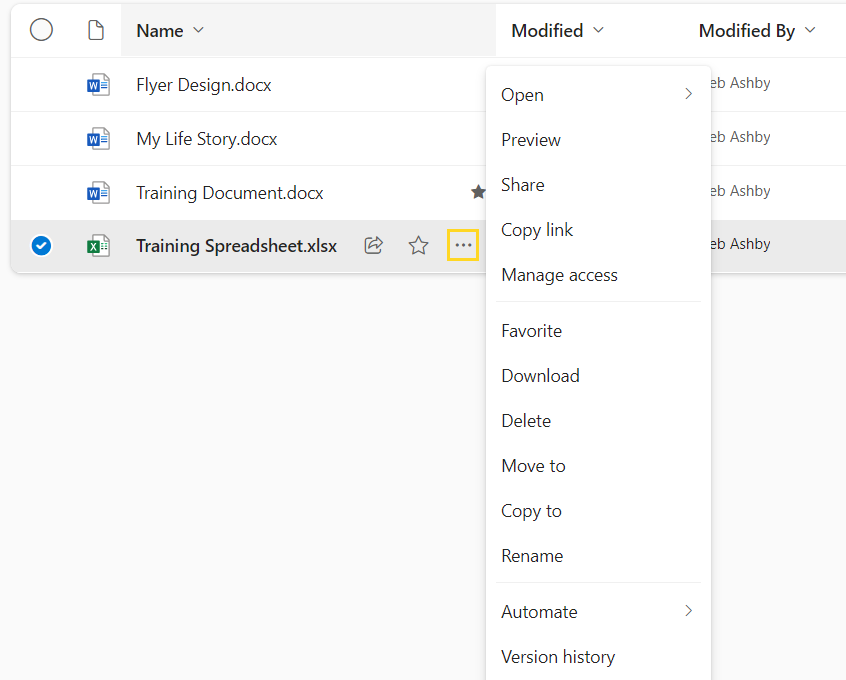 Name Modified Modified By
Flyer Design.docx
Open
eb Ashby
My Life Story.docx
Preview
eb Ashby
Training Document.docx
Share
eb Ashby
Training Spreadsheet.xlsx
Copy link
eb Ashby
Manage access
Favorite
Download
Delete
Move to
Copy to
Rename
Automate
Version history